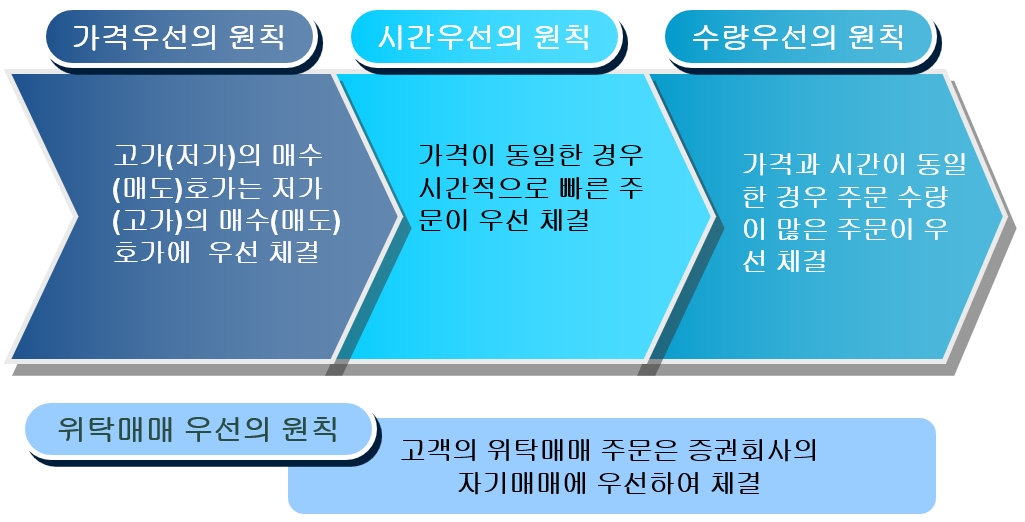 가격우선의 원칙
시간우선의 원칙
수량우선의 원칙
고가(저가)의 매수
(매도)호가는 저가
(고가)의 매수(매도)
호가에 우선 체결
가격이 동일한 경우
시간적으로 빠른 주
문이 우선 체결
가격과 시간이 동일
한 경우 주문 수량
이 많은 주문이 우
선 체결
위탁매매 우선의 원칙
고객의 위탁매매 주문은 증권회사의
자기매매에 우선하여 체결